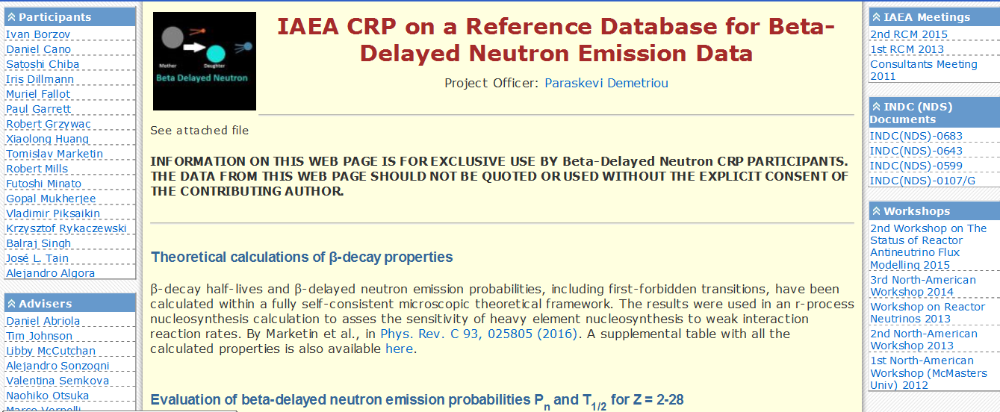 Participants
Ivan Borzov
Daniel Cano
Satoshi Chiba
Iris Dillmann
Muriel Fallot
Paul Garrett
Robert Grzywac
Xiaolong Huang
Tomislav Marketin
Robert Mills
Futoshi Minato
Gopal Mukherjee
Vladimir Piksaikin
Krzysztof Rykaczewski
Balraj Singh
José L. Tain
Alejandro Algora
Advisers
Daniel Abriola
Tim Johnson
Libby McCutchan
Alejandro Sonzogni
Valentina Semkova
Naohiko Otsuka
Mother
Daughter
Beta Delayed Neutron
IAEA CRP on a Reference Database for Beta-
Delayed Neutron Emission Data
Project Officer: Paraskevi Demetriou
See attached file
INFORMATION ON THIS WEB PAGE IS FOR EXCLUSIVE USE BY Beta-Delayed Neutron CRP PARTICIPANTS.
THE DATA FROM THIS WEB PAGE SHOULD NOT BE QUOTED OR USED WITHOUT THE EXPLICIT CONSENT OF
THE CONTRIBUTING AUTHOR.
Theoretical calculations of β-decay properties
β-decay half-lives and β-delayed neutron emission probabilities, including first-forbidden transitions, have been
calculated within a fully self-consistent microscopic theoretical framework. The results were used in an r-process
nucleosynthesis calculation to asses the sensitivity of heavy element nucleosynthesis to weak interaction
reaction rates. By Marketin et al., in Phys. Rev. C 93, 025805 (2016). A supplemental table with all the
calculated properties is also available here.
Evaluation of beta-delayed neutron emission probabilities Pn and T1/2 for Z = 2-28
IAEA Meetings
2nd RCM 2015
1st RCM 2013
Consultants Meeting
2011
INDC (NDS)
Documents
INDC(NDS)-0683
INDC(NDS)-0643
INDC(NDS)-0599
INDC(NDS)-0107/G
Workshops
2nd Workshop on The
Status of Reactor
Antineutrino Flux
Modelling 2015
3rd North-American
Workshop 2014
Workshop on Reactor
Neutrinos 2013
2nd North-American
Workshop 2013
1st North-American
Workshop (McMasters
Univ) 2012